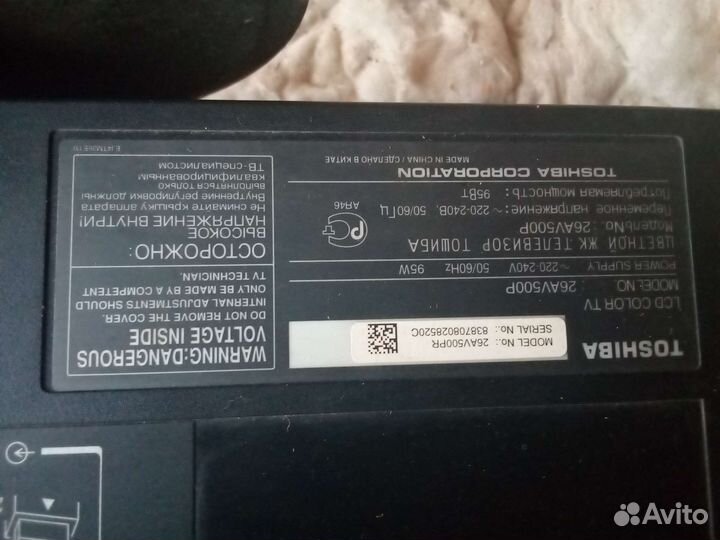 TOSHIBA
MODEL No.: 26AV500PR
SERIAL No.: 83870802852OC
LCD COLOR TV
MODEL NO. 26AV500P
POWER SUPPLY ~220-240V 50/60Hz 95W
ЦВЕТНОЙ ЖК-ТЕЛЕВИЗОР ТОШИБА
Модель№: 26AV500P
Переменное напряжение: ~220-240В, 50/60Гц
Потребляемая мощность: 95Вт
АЯ46
TOSHIBA CORPORATION
MADE IN CHINA / СДЕЛАНО В КИТАЕ
WARNING:DANGEROUS
VOLTAGE INSIDE
DO NOT REMOVE THE COVER.
INTERNAL ADJUSTMENTS SHOULD
ONLY BE MADE BY A COMPETENT
TV TECHNICIAN.
ОСТОРОЖНО:
ВЫСОКОЕ
НАПРЯЖЕНИЕ ВНУТРИ!
Не снимайте крышку аппарата
Внутренние регулировки должны
выполняться только
квалифицированным
ТВ-специалистом
Avito